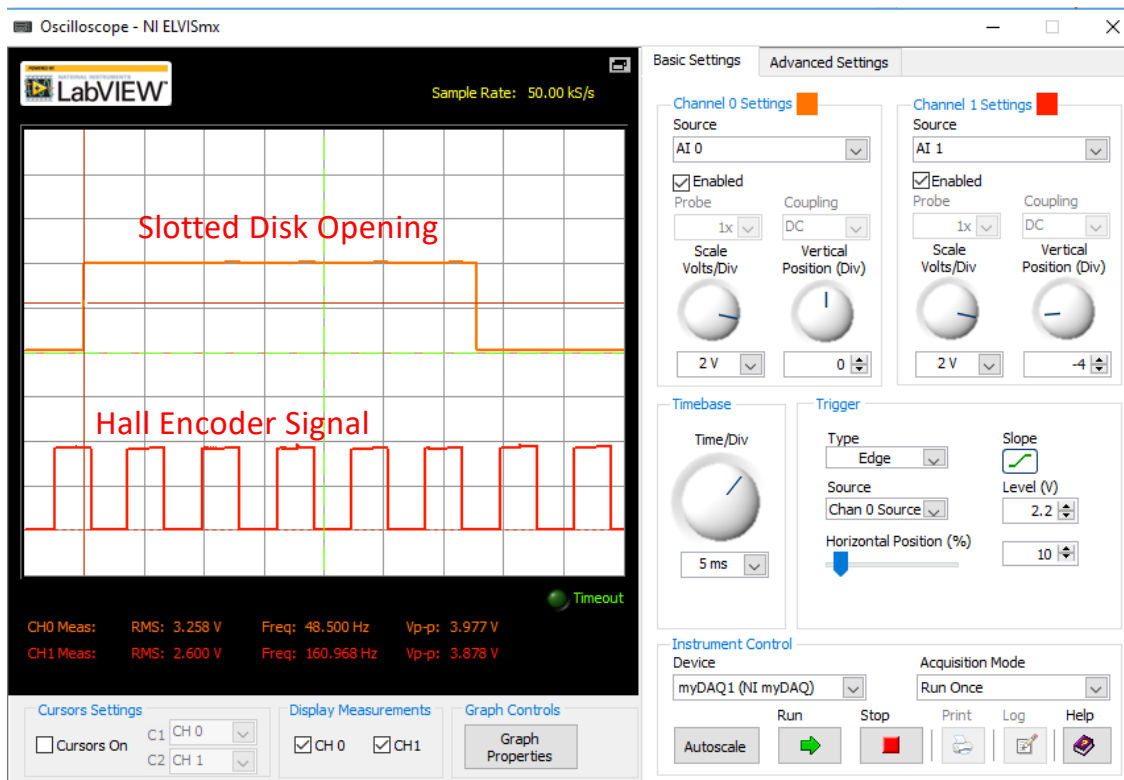 Oscilloscope - NI ELVISmx
POWERED BY
NATIONAL INSTRUMENTS
LabVIEW™
Sample Rate: 50.00 kS/s
Slotted Disk Opening
Hall Encoder Signal
Timeout
CH0 Meas: RMS: 3.258 V Freq: 48.500 Hz Vp-p: 3.977 V
CH1 Meas: RMS: 2.600 V Freq: 160.968 Hz Vp-p: 3.878 V
Cursors Settings
Cursors On
C1 CH 0
C2 CH 1
Display Measurements
CH 0 CH1
Graph Controls
Graph
Properties
Basic Settings Advanced Settings
Channel 0 Settings
Source
AI 0
Enabled
Probe Coupling
1x DC
Scale Vertical
Volts/Div Position (Div)
2 V 0
Channel 1 Settings
Source
AI 1
Enabled
Probe Coupling
1x DC
Scale Vertical
Volts/Div Position (Div)
2 V -4
Timebase
Time/Div
5 ms
Trigger
Type Slope
Edge
Source Level (V)
Chan 0 Source 2.2
Horizontal Position (%)
10
Instrument Control
Device Acquisition Mode
myDAQ1 (NI myDAQ) Run Once
Run Stop Print Log Help
Autoscale